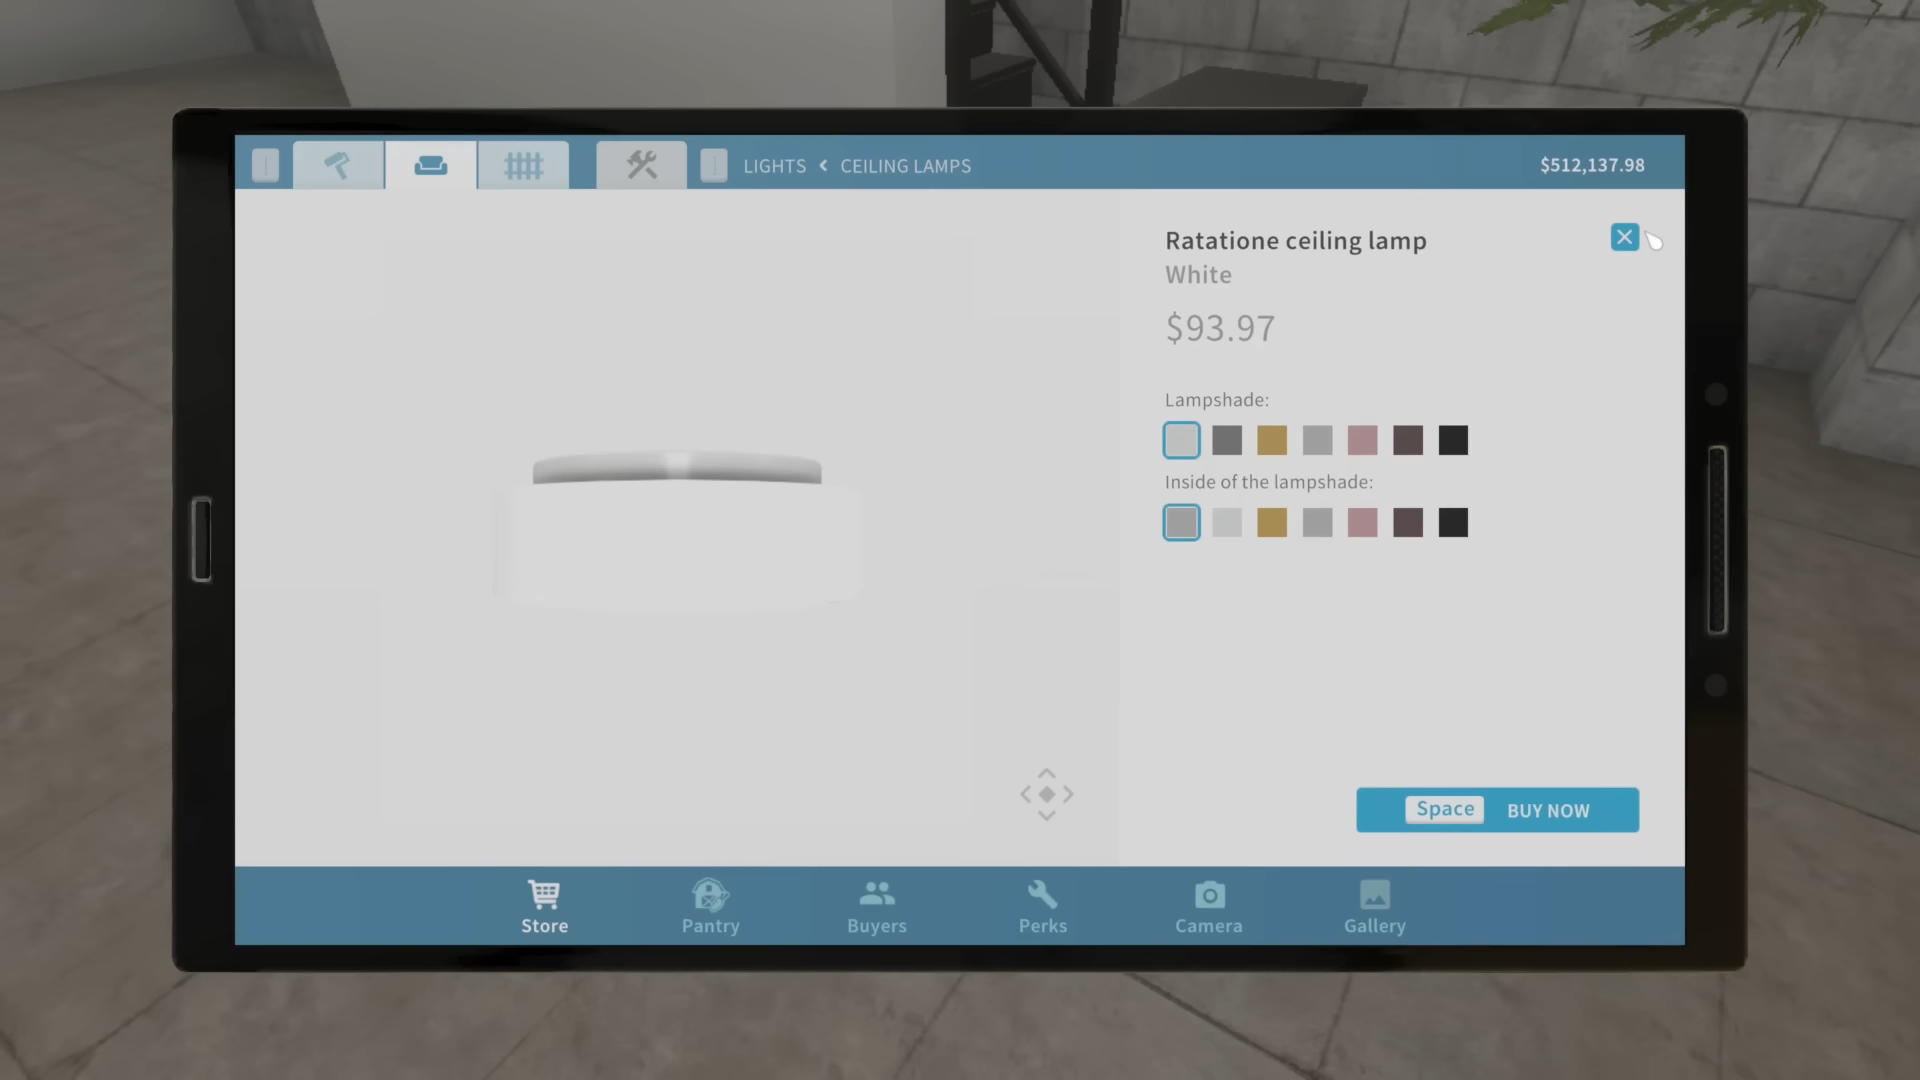 LIGHTS < CEILING LAMPS
$512,137.98
Ratatione ceiling lamp
White
$93.97
Lampshade:
Inside of the lampshade:
Space BUY NOW
Store Pantry Buyers Perks Camera Gallery